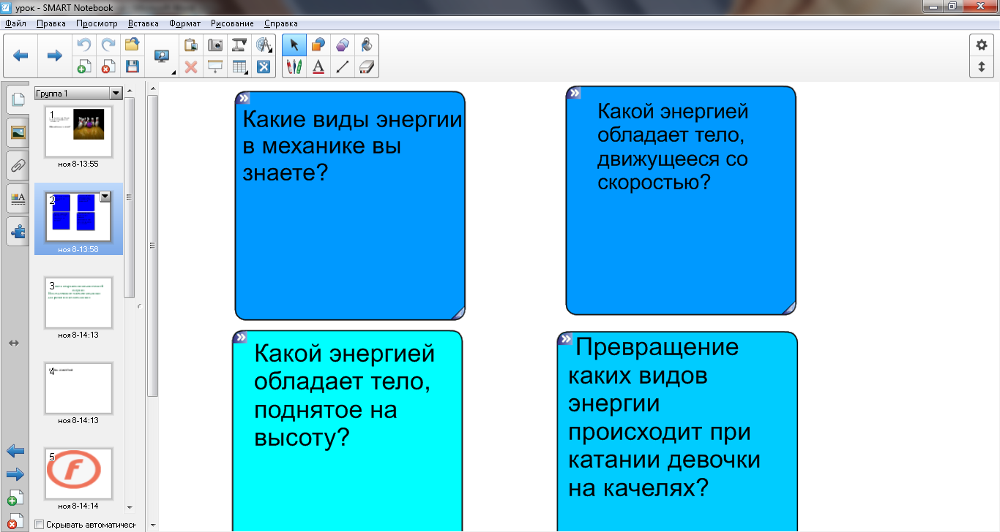 урок - SMART Notebook
Файл Правка Просмотр Вставка Формат Рисование Справка
Группа 1
1
ноя 8-13:55
2
ноя 8-13:58
3
ноя 8-14:13
4
ноя 8-14:13
5
F
ноя 8-14:14
Скрывать автоматическ
Какие виды энергии
в механике вы
знаете?
Какой энергией
обладает тело,
движущееся со
скоростью?
Какой энергией
обладает тело,
поднятое на
высоту?
Превращение
каких видов
энергии
происходит при
катании девочки
на качелях?